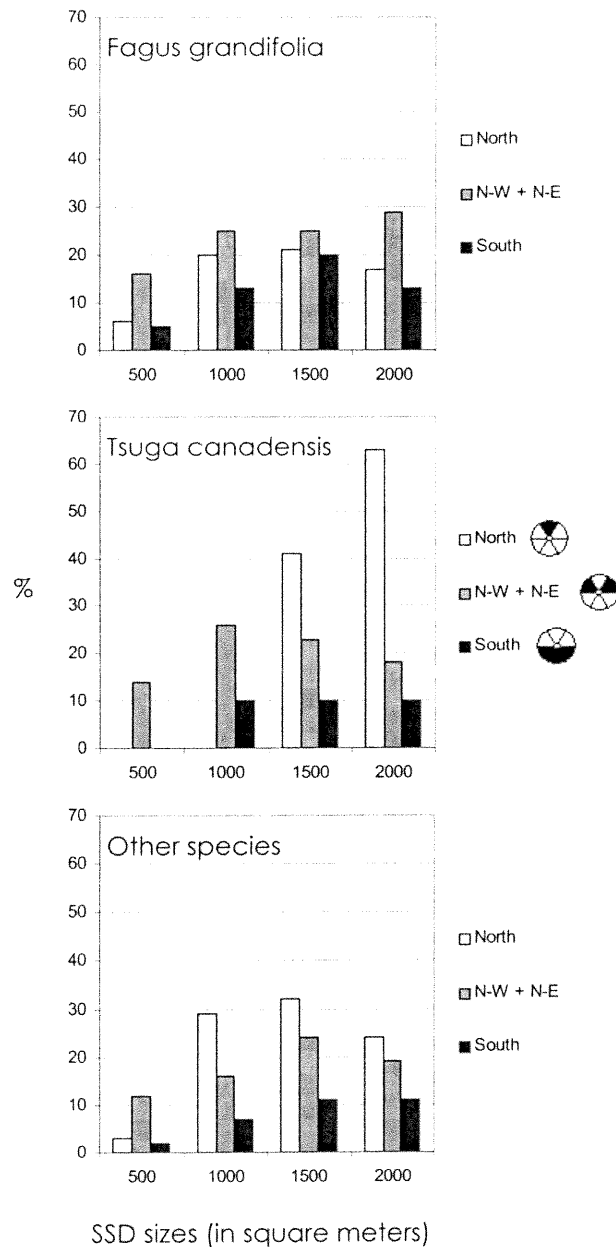 70
Fagus grandifolia
60
50
40
North
30
N-W + N-E
20
South
10
0
500 1000 1500 2000
70
Tsuga canadensis
60
50
North
40
%
N-W + N-E
30
South
20
10
0
500 1000 1500 2000
70
Other species
60
50
North
40
N-W + N-E
30
South
20
10
0
500 1000 1500 2000
SSD sizes (in square meters)